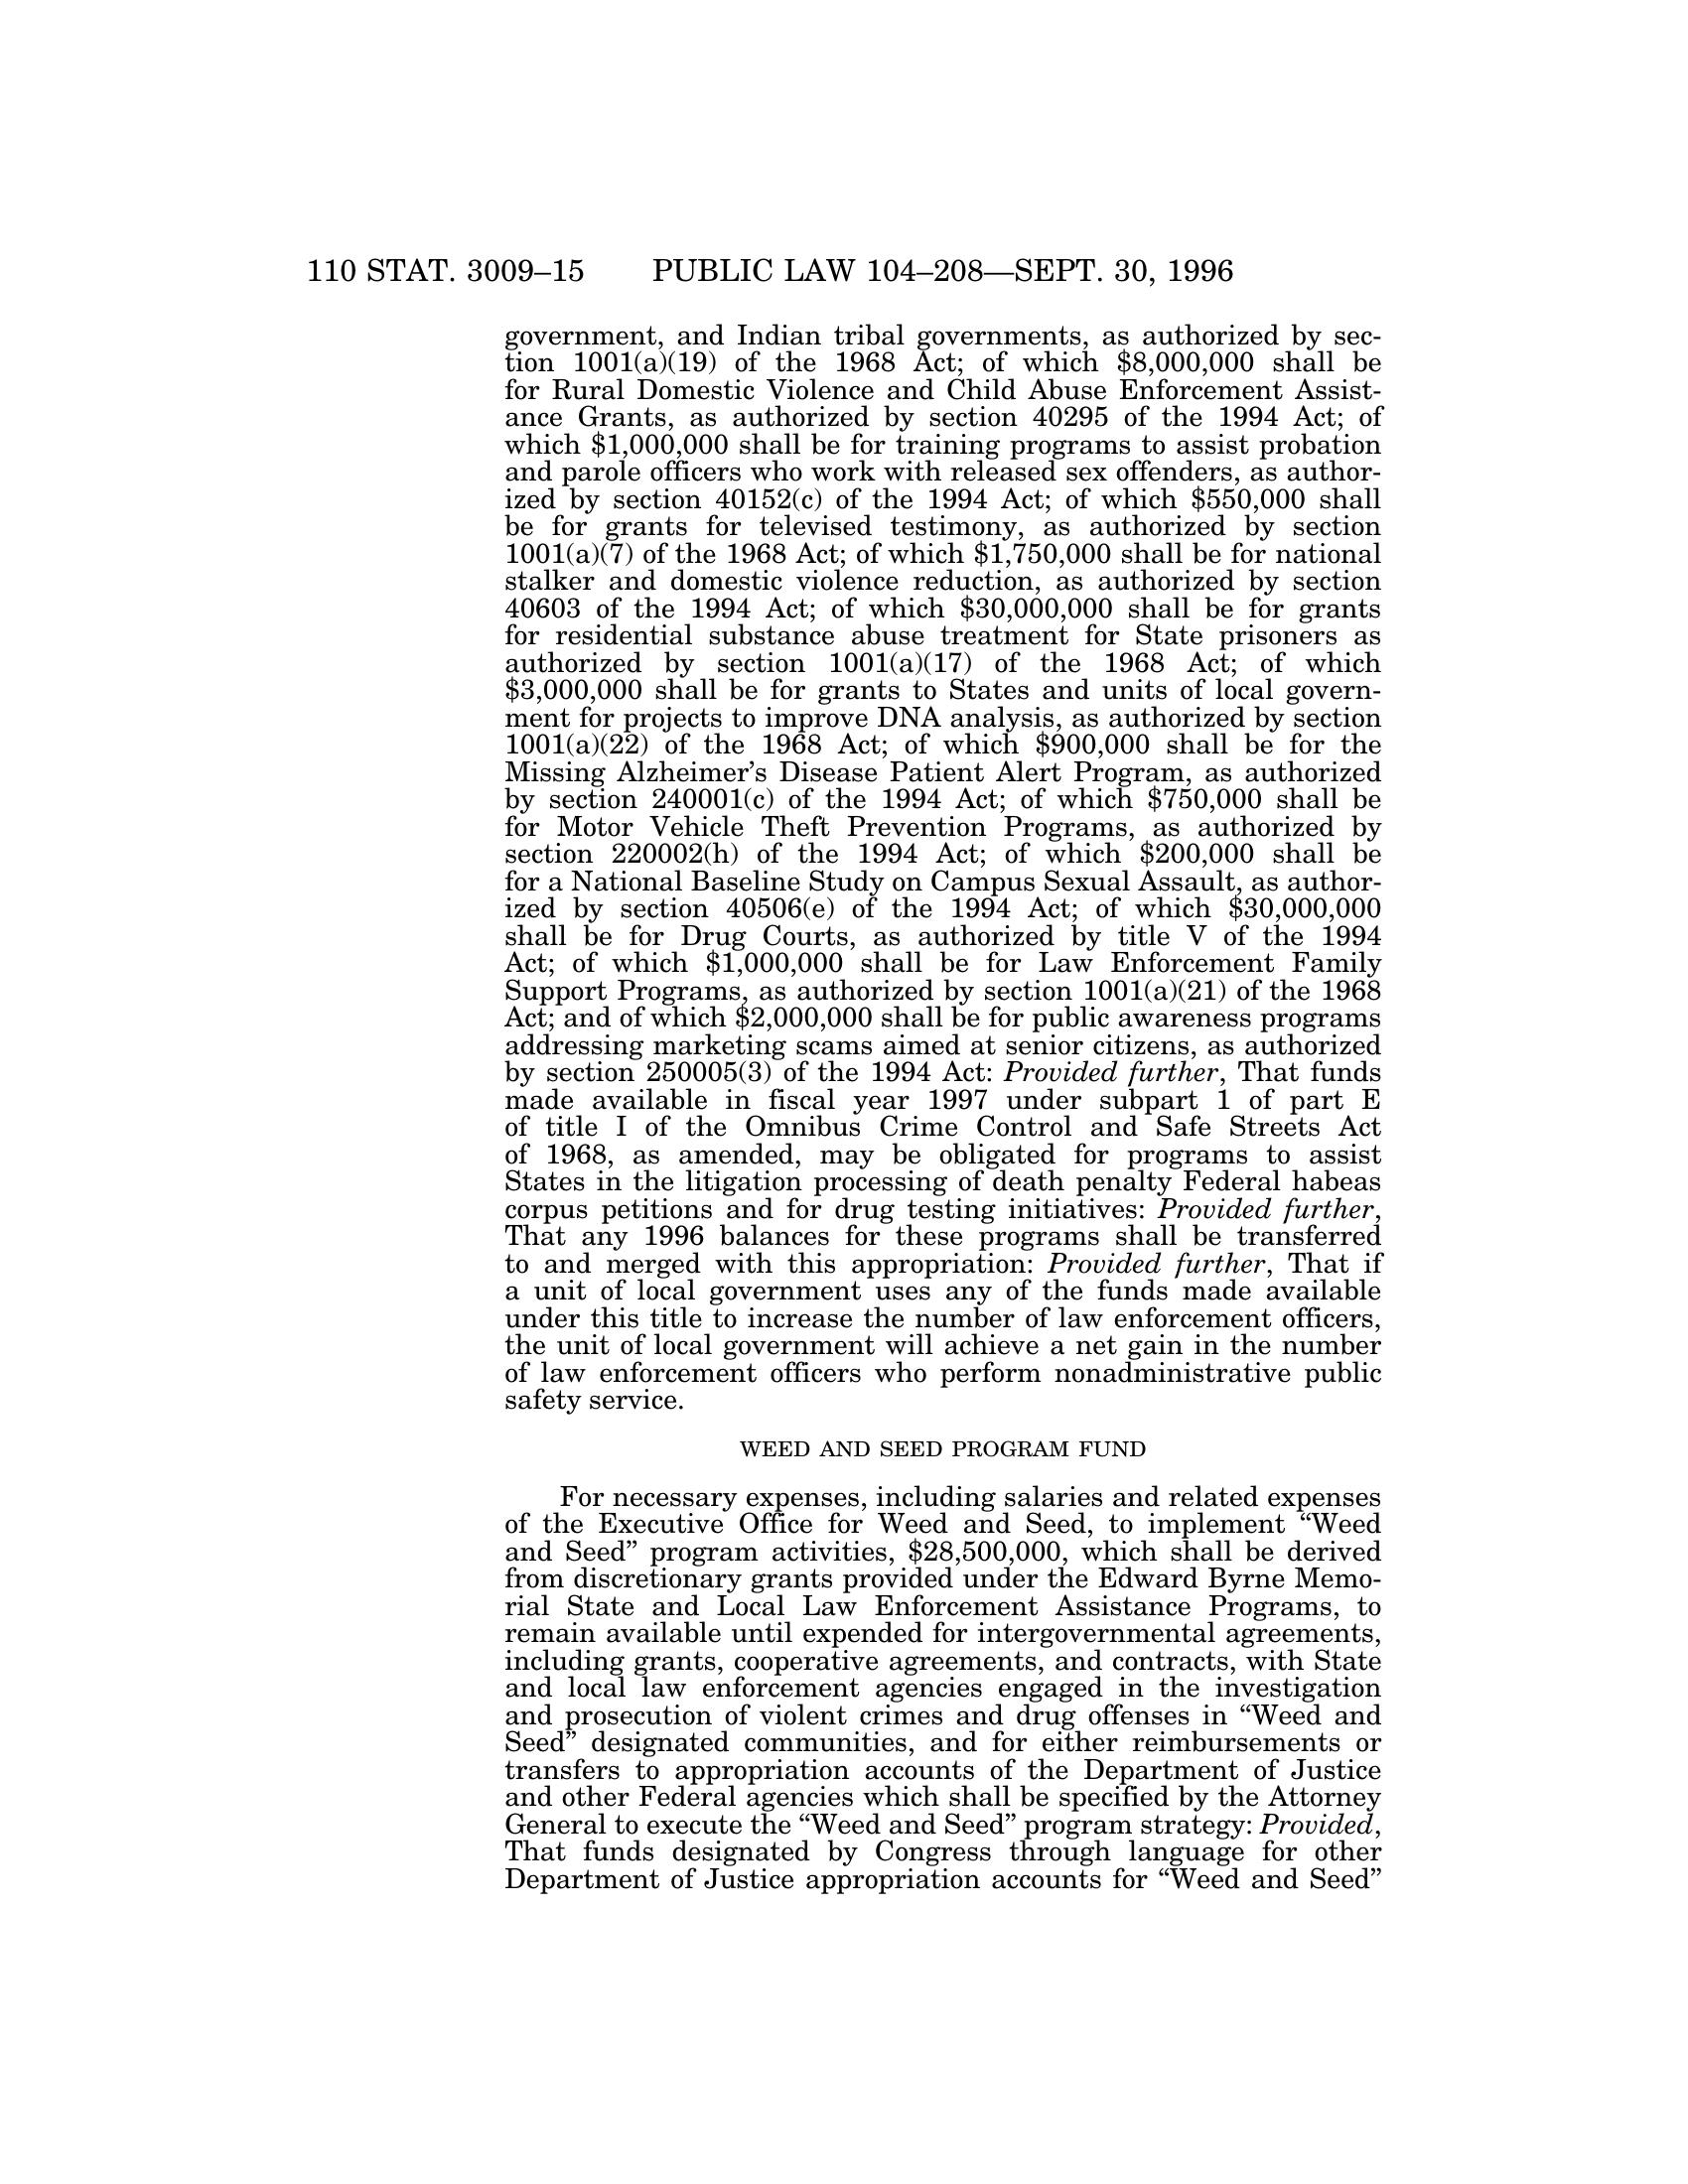 110 STAT. 3009–15 PUBLIC LAW 104–208—SEPT. 30, 1996
government, and Indian tribal governments, as authorized by sec-
tion 1001(a)(19) of the 1968 Act; of which $8,000,000 shall be
for Rural Domestic Violence and Child Abuse Enforcement Assist-
ance Grants, as authorized by section 40295 of the 1994 Act; of
which $1,000,000 shall be for training programs to assist probation
and parole officers who work with released sex offenders, as author-
ized by section 40152(c) of the 1994 Act; of which $550,000 shall
be for grants for televised testimony, as authorized by section
1001(a)(7) of the 1968 Act; of which $1,750,000 shall be for national
stalker and domestic violence reduction, as authorized by section
40603 of the 1994 Act; of which $30,000,000 shall be for grants
for residential substance abuse treatment for State prisoners as
authorized by section 1001(a)(17) of the 1968 Act; of which
$3,000,000 shall be for grants to States and units of local govern-
ment for projects to improve DNA analysis, as authorized by section
1001(a)(22) of the 1968 Act; of which $900,000 shall be for the
Missing Alzheimer’s Disease Patient Alert Program, as authorized
by section 240001(c) of the 1994 Act; of which $750,000 shall be
for Motor Vehicle Theft Prevention Programs, as authorized by
section 220002(h) of the 1994 Act; of which $200,000 shall be
for a National Baseline Study on Campus Sexual Assault, as author-
ized by section 40506(e) of the 1994 Act; of which $30,000,000
shall be for Drug Courts, as authorized by title V of the 1994
Act; of which $1,000,000 shall be for Law Enforcement Family
Support Programs, as authorized by section 1001(a)(21) of the 1968
Act; and of which $2,000,000 shall be for public awareness programs
addressing marketing scams aimed at senior citizens, as authorized
by section 250005(3) of the 1994 Act: Provided further, That funds
made available in fiscal year 1997 under subpart 1 of part E
of title I of the Omnibus Crime Control and Safe Streets Act
of 1968, as amended, may be obligated for programs to assist
States in the litigation processing of death penalty Federal habeas
corpus petitions and for drug testing initiatives: Provided further,
That any 1996 balances for these programs shall be transferred
to and merged with this appropriation: Provided further, That if
a unit of local government uses any of the funds made available
under this title to increase the number of law enforcement officers,
the unit of local government will achieve a net gain in the number
of law enforcement officers who perform nonadministrative public
safety service.
WEED AND SEED PROGRAM FUND
For necessary expenses, including salaries and related expenses
of the Executive Office for Weed and Seed, to implement “Weed
and Seed” program activities, $28,500,000, which shall be derived
from discretionary grants provided under the Edward Byrne Memo-
rial State and Local Law Enforcement Assistance Programs, to
remain available until expended for intergovernmental agreements,
including grants, cooperative agreements, and contracts, with State
and local law enforcement agencies engaged in the investigation
and prosecution of violent crimes and drug offenses in “Weed and
Seed” designated communities, and for either reimbursements or
transfers to appropriation accounts of the Department of Justice
and other Federal agencies which shall be specified by the Attorney
General to execute the “Weed and Seed” program strategy: Provided,
That funds designated by Congress through language for other
Department of Justice appropriation accounts for “Weed and Seed”